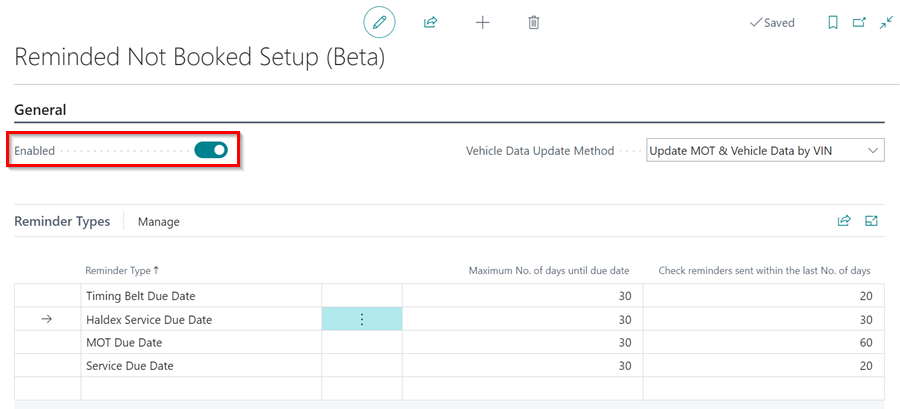 Saved
Reminded Not Booked Setup (Beta)
General
Enabled
Vehicle Data Update Method
Update MOT & Vehicle Data by VIN
Reminder Types
Manage
Reminder Type ↑ Maximum No. of days until due date Check reminders sent within the last No. of days
Timing Belt Due Date 30 20
Haldex Service Due Date 30 30
MOT Due Date 30 60
Service Due Date 30 20